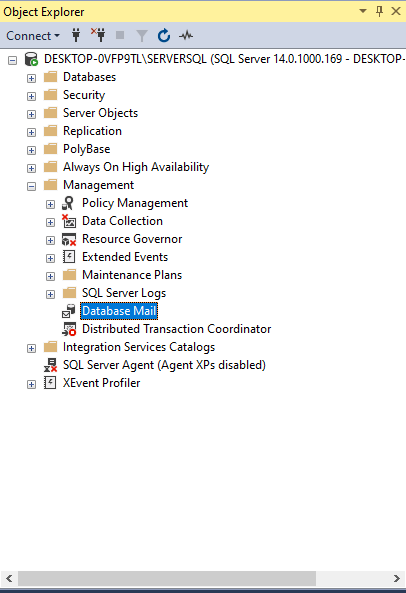 Object Explorer
Connect
DESKTOP-0VFP9TL\SERVERSQL (SQL Server 14.0.1000.169 - DESKTOP-
Databases
Security
Server Objects
Replication
PolyBase
Always On High Availability
Management
Policy Management
Data Collection
Resource Governor
Extended Events
Maintenance Plans
SQL Server Logs
Database Mail
Distributed Transaction Coordinator
Integration Services Catalogs
SQL Server Agent (Agent XPs disabled)
XEvent Profiler